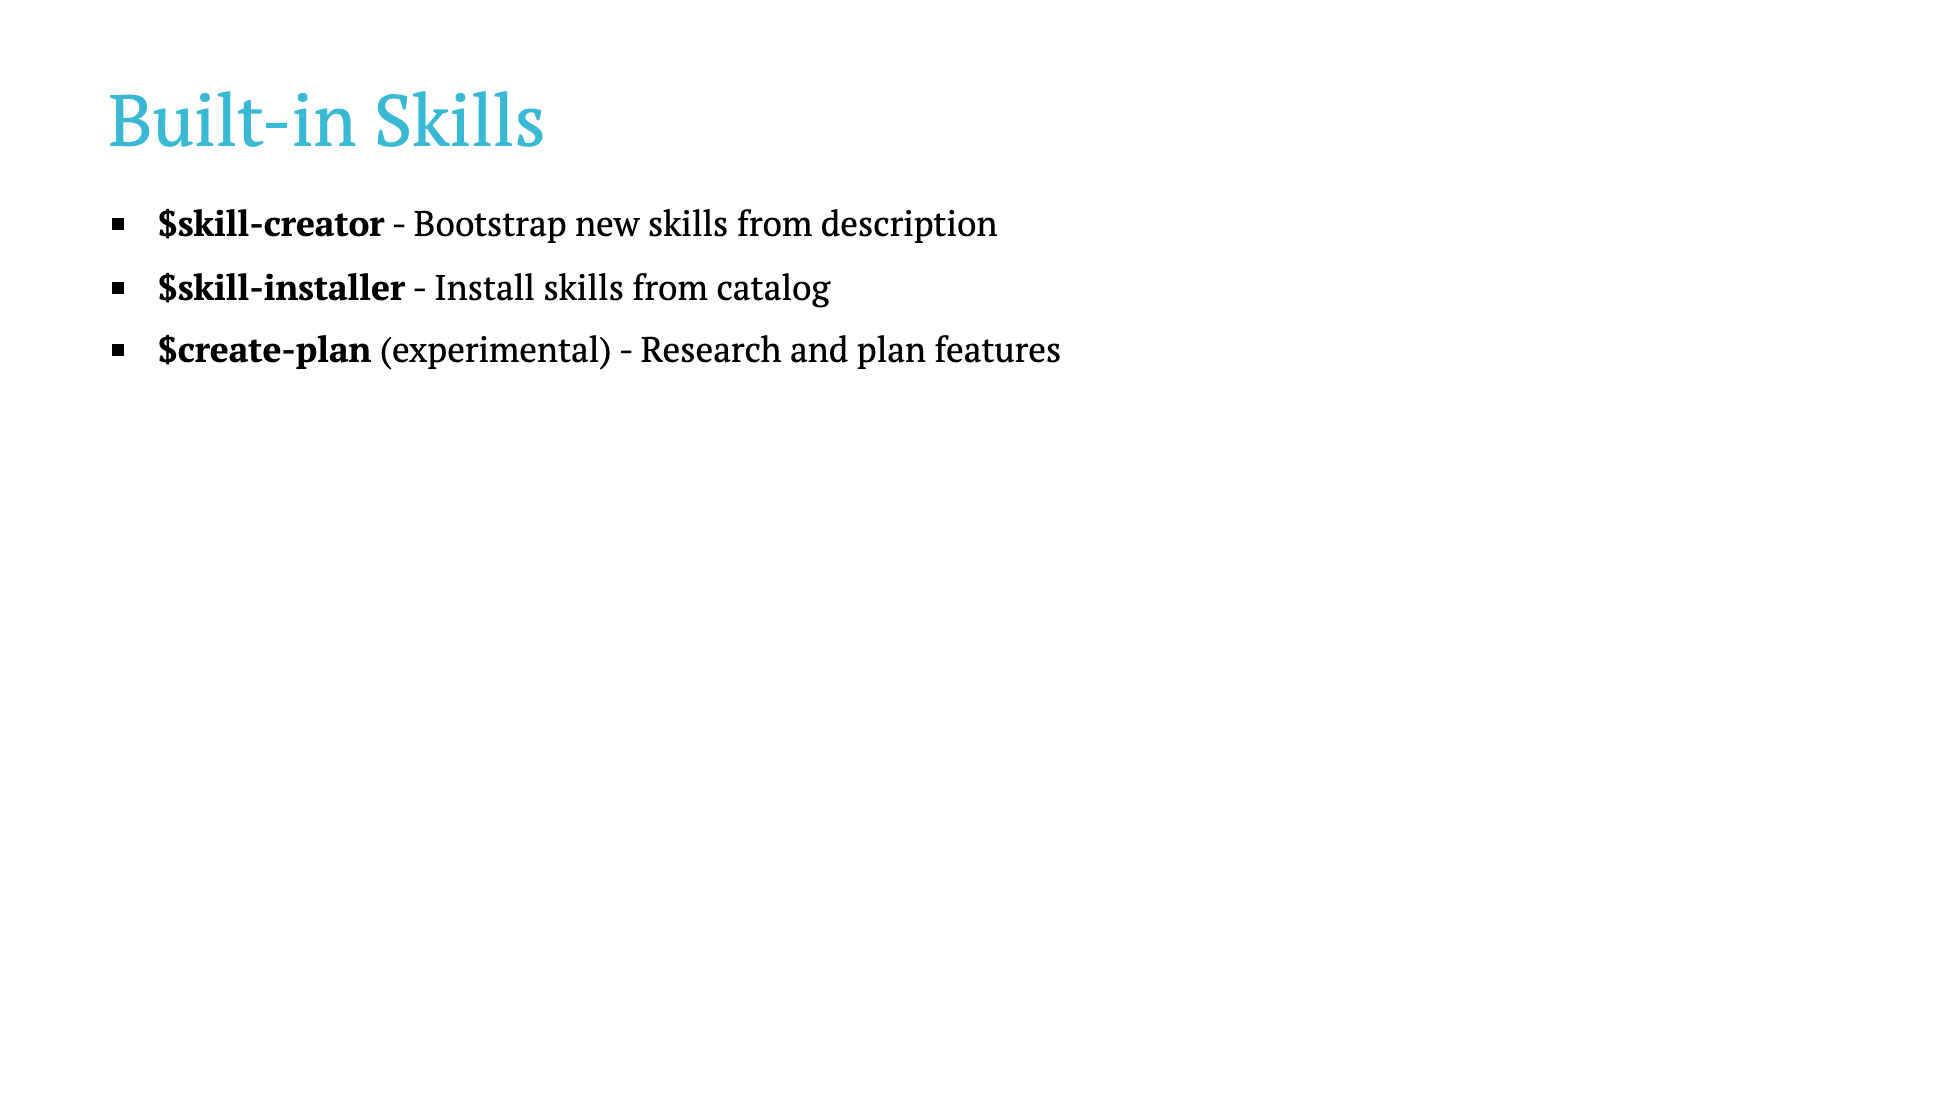 Built-in Skills
▪ $skill-creator - Bootstrap new skills from description
▪ $skill-installer - Install skills from catalog
▪ $create-plan (experimental) - Research and plan features